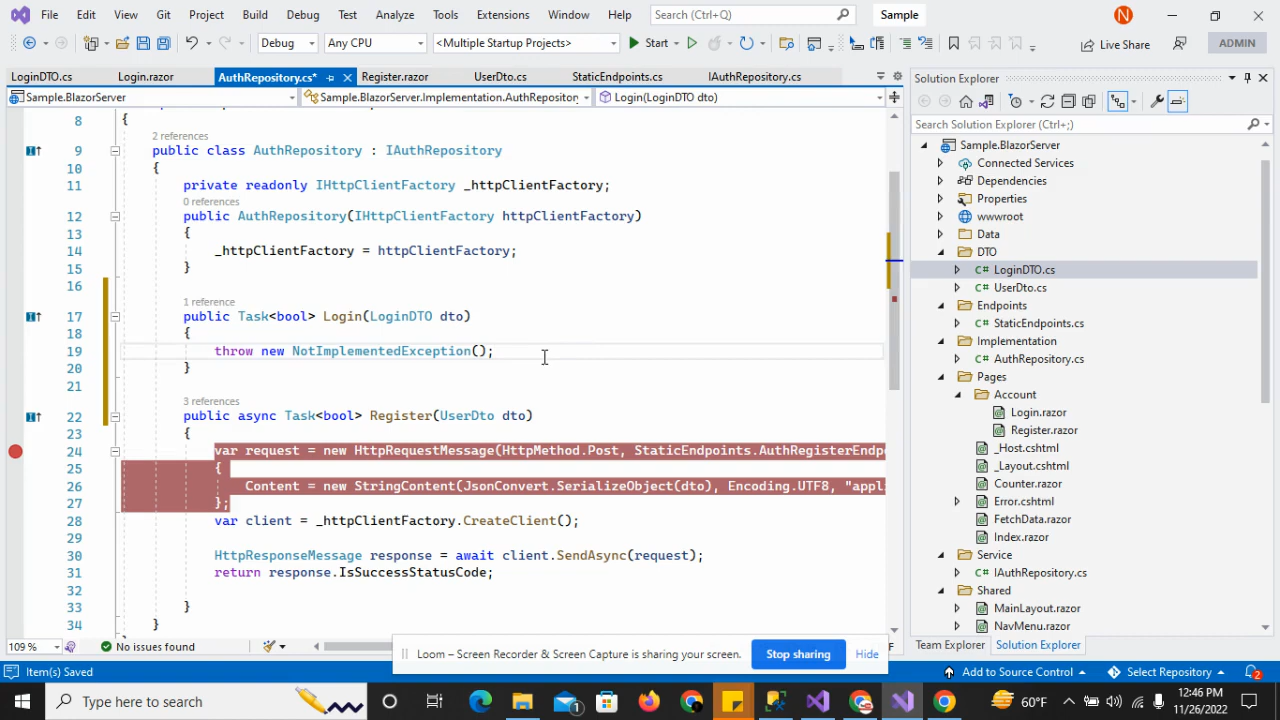 File Edit View Git Project Build Debug Test Analyze Tools Extensions Window Help Search (Ctrl+Q) Sample N
Debug Any CPU <Multiple Startup Projects> Start Live Share ADMIN
LoginDTO.cs Login.razor AuthRepository.cs* Register.razor UserDto.cs StaticEndpoints.cs IAuthRepository.cs
Sample.BlazorServer Sample.BlazorServer.Implementation.AuthRepository Login(LoginDTO dto)
8 {
2 references
9 public class AuthRepository : IAuthRepository
10 {
11 private readonly IHttpClientFactory _httpClientFactory;
0 references
12 public AuthRepository(IHttpClientFactory httpClientFactory)
13 {
14 _httpClientFactory = httpClientFactory;
15 }
16
1 reference
17 public Task<bool> Login(LoginDTO dto)
18 {
19 throw new NotImplementedException();
20 }
21
3 references
22 public async Task<bool> Register(UserDto dto)
23 {
24 var request = new HttpRequestMessage(HttpMethod.Post, StaticEndpoints.AuthRegisterEndpo
25 {
26 Content = new StringContent(JsonConvert.SerializeObject(dto), Encoding.UTF8, "appli
27 };
28 var client = _httpClientFactory.CreateClient();
29
30 HttpResponseMessage response = await client.SendAsync(request);
31 return response.IsSuccessStatusCode;
32
33 }
34 }
109 % No issues found
Solution Explorer
Search Solution Explorer (Ctrl+;)
Sample.BlazorServer
Connected Services
Dependencies
Properties
wwwroot
Data
DTO
C# LoginDTO.cs
C# UserDto.cs
Endpoints
C# StaticEndpoints.cs
Implementation
C# AuthRepository.cs
Pages
Account
Login.razor
Register.razor
_Host.cshtml
_Layout.cshtml
Counter.razor
Error.cshtml
FetchData.razor
Index.razor
Service
C# IAuthRepository.cs
Shared
MainLayout.razor
NavMenu.razor
Team Explorer Solution Explorer
Loom – Screen Recorder & Screen Capture is sharing your screen. Stop sharing Hide
Item(s) Saved Add to Source Control Select Repository 2
Type here to search 1 60°F 12:46 PM
11/26/2022